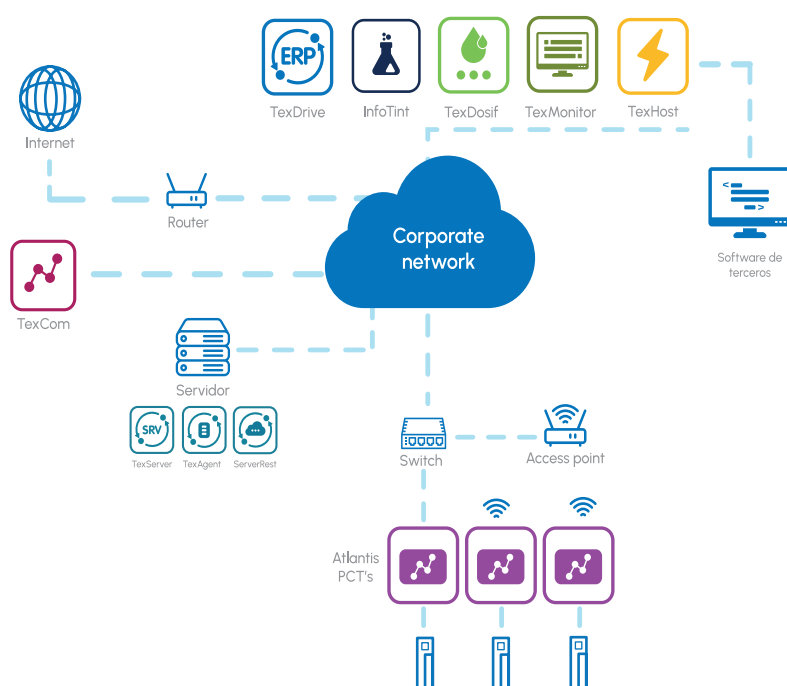 ERP
TexDrive
InfoTint
TexDosif
TexMonitor
TexHost
Internet
Router
Corporate
network
Software de
terceros
TexCom
Servidor
SRV
TexServer
TexAgent
ServerRest
Switch
Access point
Atlantis
PCT's